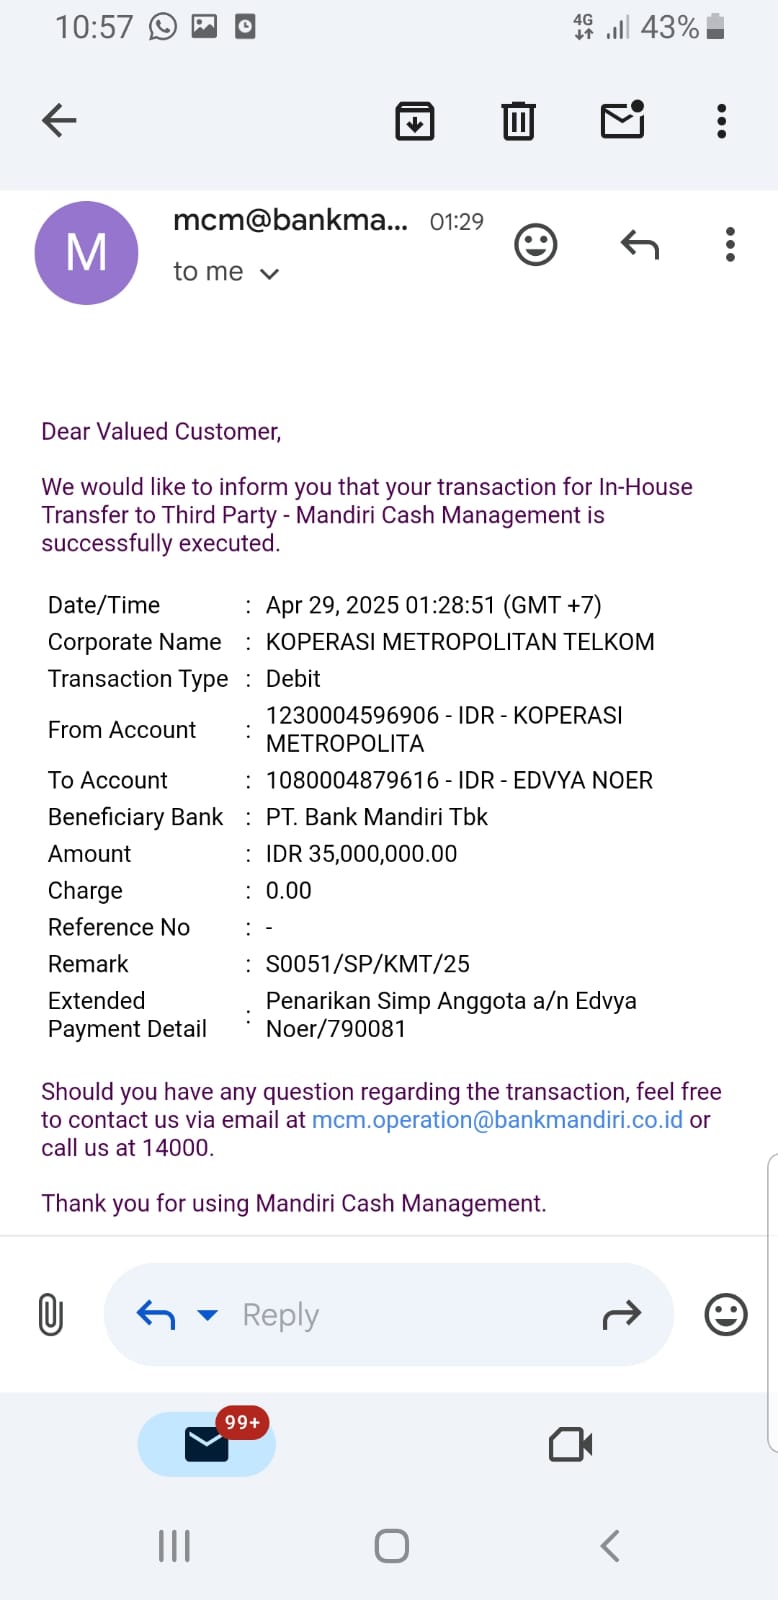 10:57
4G
43%
M
mcm@bankma...
01:29
to me
Dear Valued Customer,
We would like to inform you that your transaction for In-House
Transfer to Third Party - Mandiri Cash Management is
successfully executed.
Date/Time : Apr 29, 2025 01:28:51 (GMT +7)
Corporate Name : KOPERASI METROPOLITAN TELKOM
Transaction Type : Debit
From Account : 1230004596906 - IDR - KOPERASI
METROPOLITA
To Account : 1080004879616 - IDR - EDVYA NOER
Beneficiary Bank : PT. Bank Mandiri Tbk
Amount : IDR 35,000,000.00
Charge : 0.00
Reference No : -
Remark : S0051/SP/KMT/25
Extended
Payment Detail : Penarikan Simp Anggota a/n Edvya
Noer/790081
Should you have any question regarding the transaction, feel free
to contact us via email at mcm.operation@bankmandiri.co.id or
call us at 14000.
Thank you for using Mandiri Cash Management.
Reply
99+